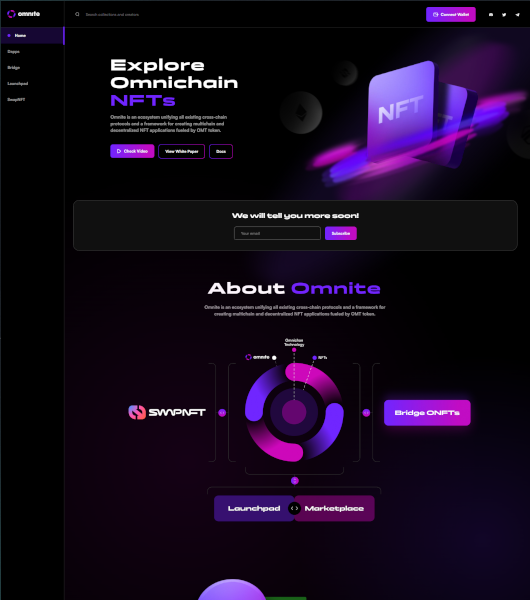 omnite
Search collections and creators
Connect Wallet
Home
Dapps
Bridge
Launchpad
SwapNFT
Explore
Omnichain
NFTs
Omnite is an ecosystem unifying all existing cross-chain
protocols and a framework for creating multichain and
decentralized NFT applications fueled by OMT token.
Check Video
View White Paper
Docs
NFT
We will tell you more soon!
Your email
Subscribe
About Omnite
Omnite is an ecosystem unifying all existing cross-chain protocols and a framework for
creating multichain and decentralized NFT applications fueled by OMT token.
Omnichain
Technology
omnite
NFTs
SWAPNFT
Bridge ONFTs
Launchpad
Marketplace